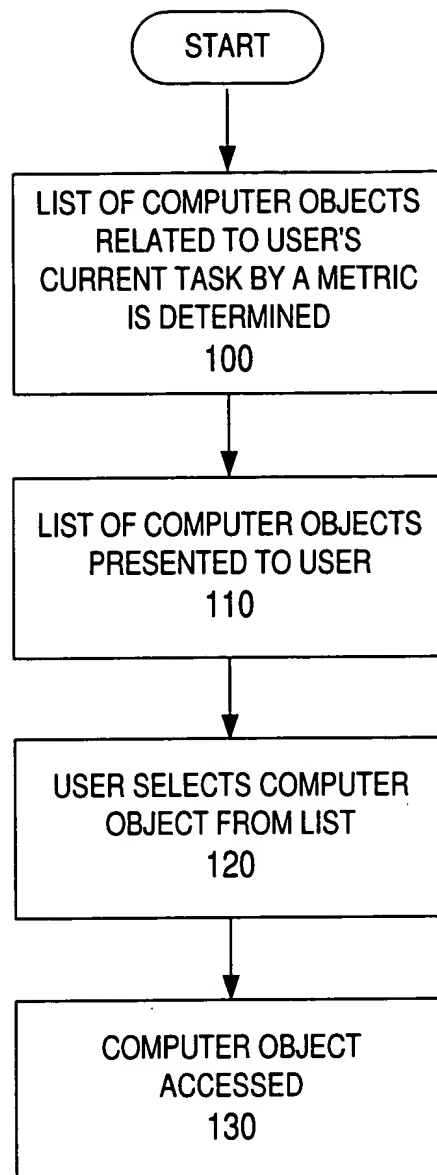 START
LIST OF COMPUTER OBJECTS
RELATED TO USER'S
CURRENT TASK BY A METRIC
IS DETERMINED
100
LIST OF COMPUTER OBJECTS
PRESENTED TO USER
110
USER SELECTS COMPUTER
OBJECT FROM LIST
120
COMPUTER OBJECT
ACCESSED
130